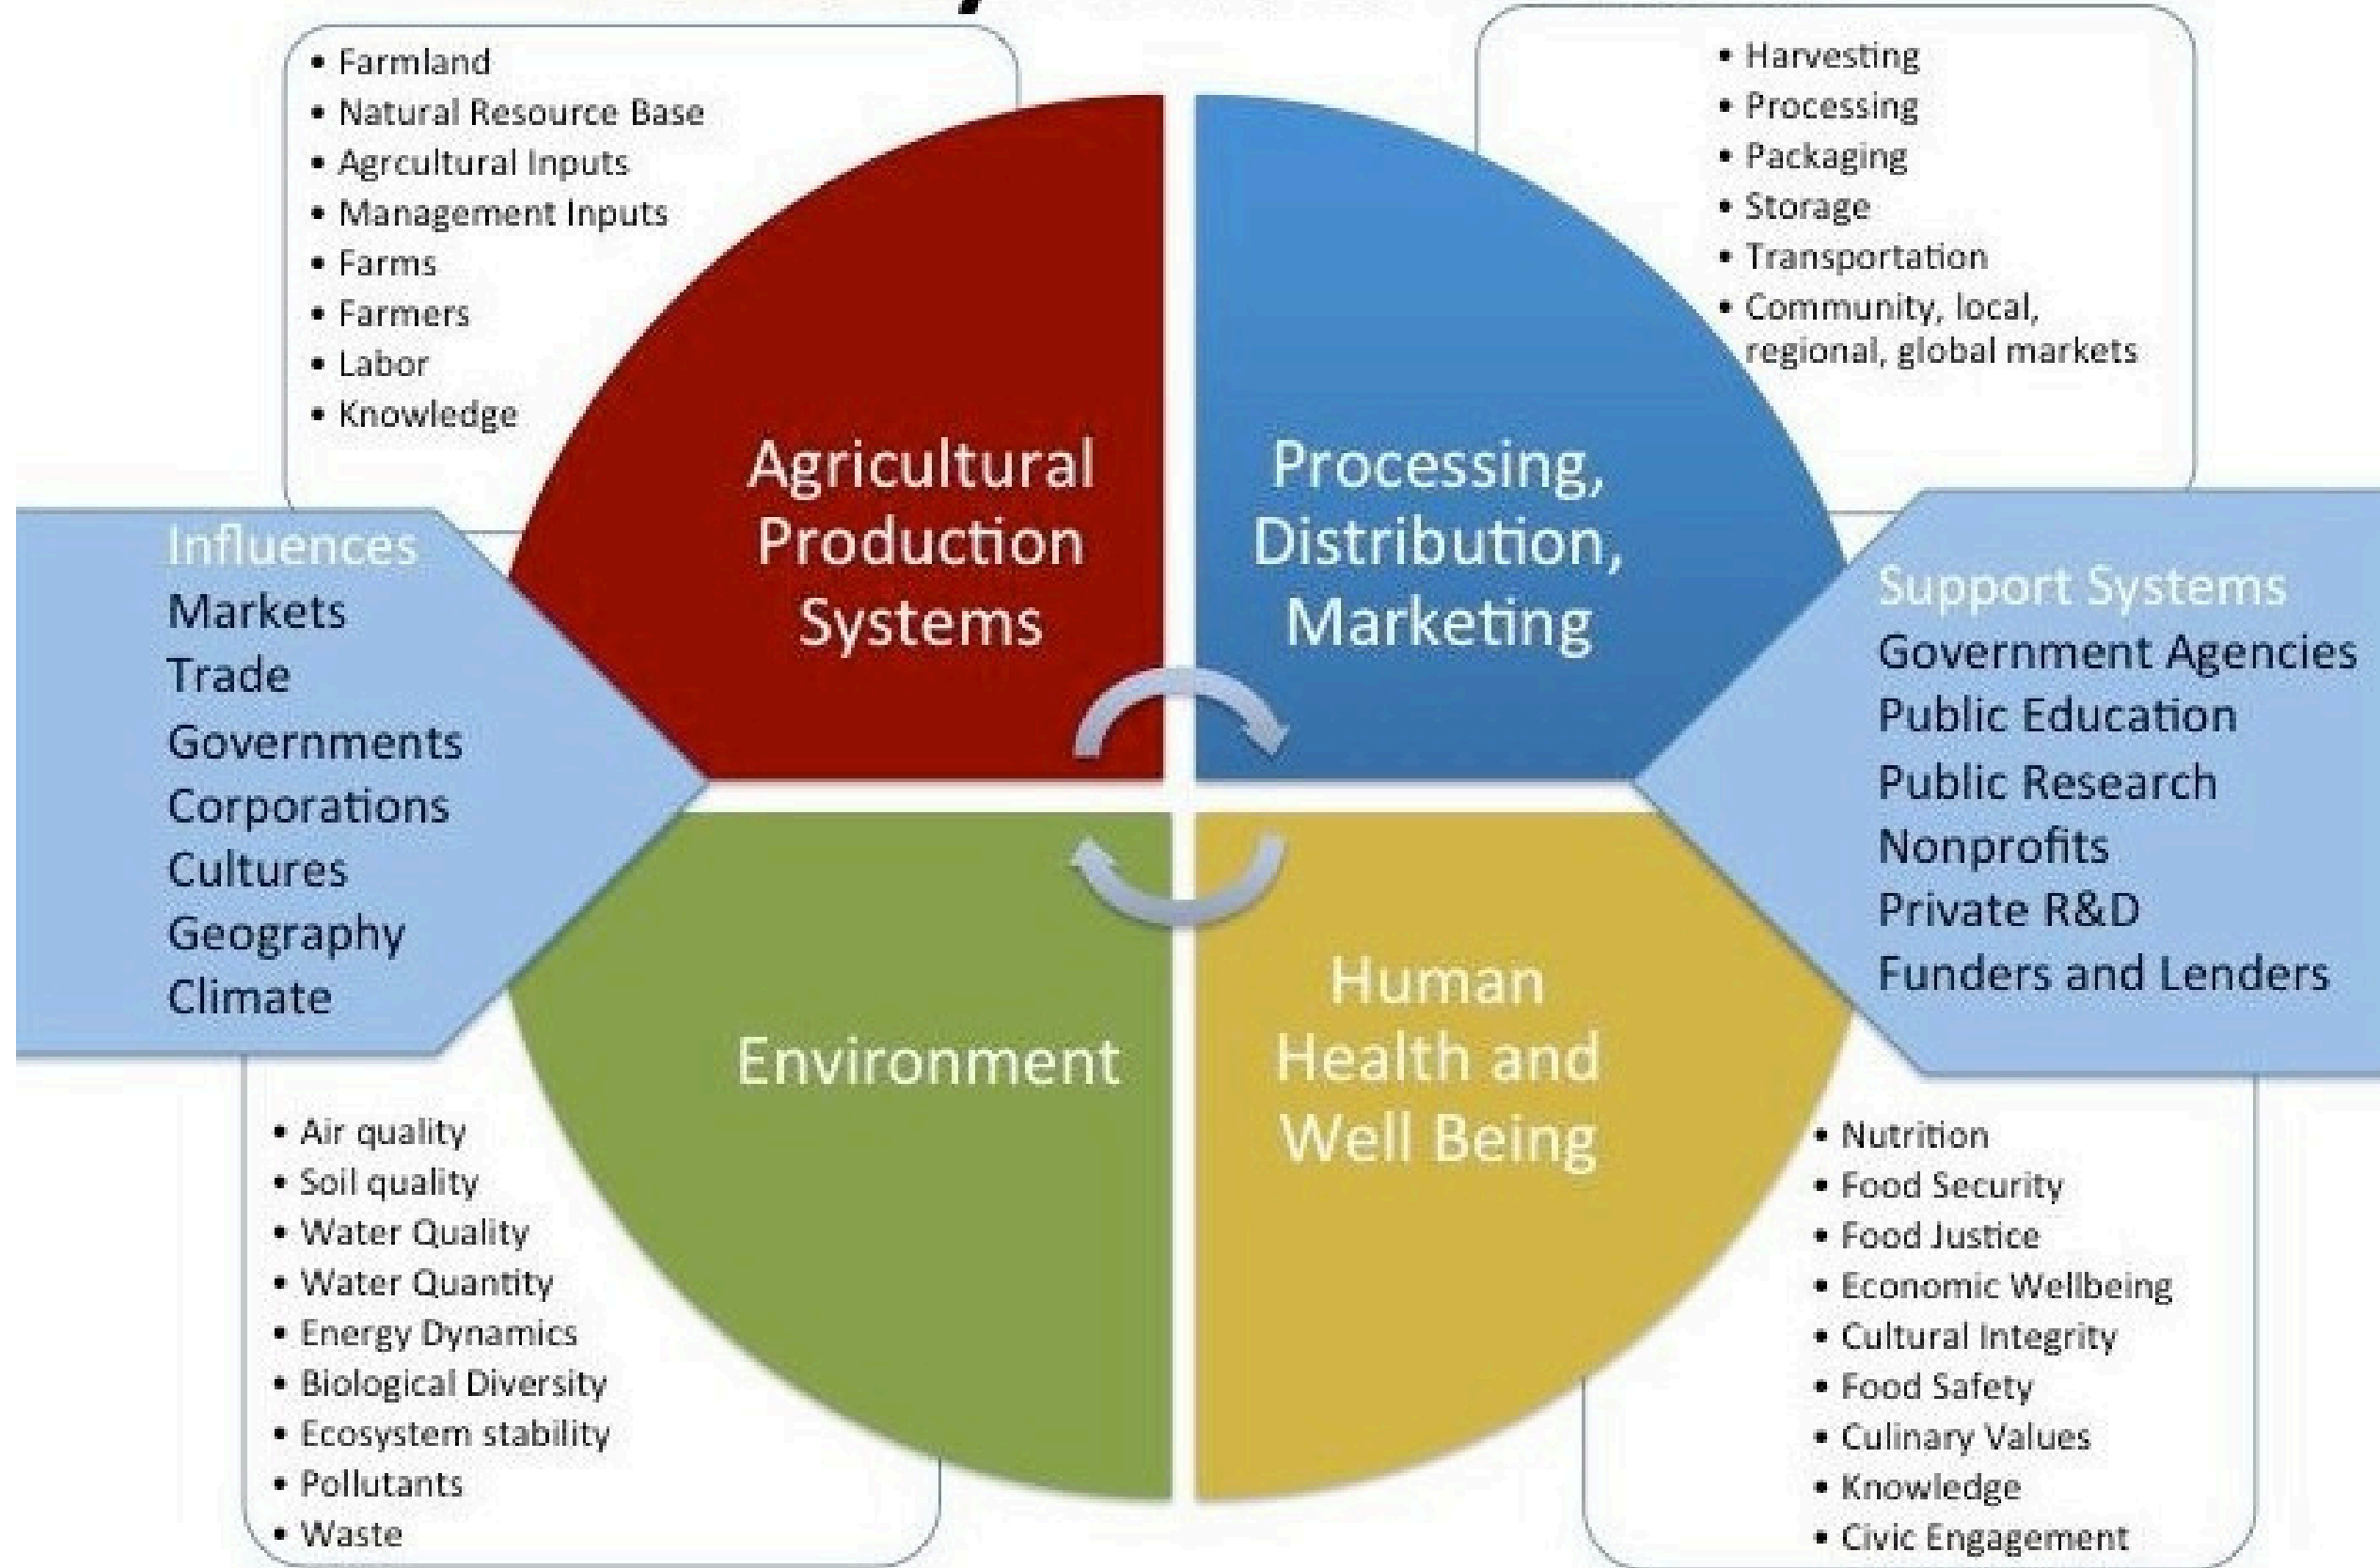 • Farmland
• Natural Resource Base
• Agrcultural Inputs
• Management Inputs
• Farms
• Farmers
• Labor
• Knowledge
• Harvesting
• Processing
• Packaging
• Storage
• Transportation
• Community, local,
regional, global markets
Agricultural
Production
Systems
Processing,
Distribution,
Marketing
Influences
Markets
Trade
Governments
Corporations
Cultures
Geography
Climate
Support Systems
Government Agencies
Public Education
Public Research
Nonprofits
Private R&D
Funders and Lenders
Environment
Human
Health and
Well Being
• Air quality
• Soil quality
• Water Quality
• Water Quantity
• Energy Dynamics
• Biological Diversity
• Ecosystem stability
• Pollutants
• Waste
• Nutrition
• Food Security
• Food Justice
• Economic Wellbeing
• Cultural Integrity
• Food Safety
• Culinary Values
• Knowledge
• Civic Engagement